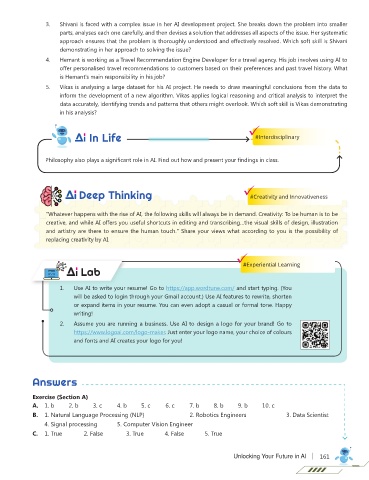 3. Shivani is faced with a complex issue in her AI development project. She breaks down the problem into smaller
parts, analyses each one carefully, and then devises a solution that addresses all aspects of the issue. Her systematic
approach ensures that the problem is thoroughly understood and effectively resolved. Which soft skill is Shivani
demonstrating in her approach to solving the issue?
4. Hemant is working as a Travel Recommendation Engine Developer for a travel agency. His job involves using AI to
offer personalised travel recommendations to customers based on their preferences and past travel history. What
is Hemant's main responsibility in his job?
5. Vikas is analysing a large dataset for his AI project. He needs to draw meaningful conclusions from the data to
inform the development of a new algorithm. Vikas applies logical reasoning and critical analysis to interpret the
data accurately, identifying trends and patterns that others might overlook. Which soft skill is Vikas demonstrating
in his analysis?
Ai In Life
#Interdisciplinary
Philosophy also plays a significant role in AI. Find out how and present your findings in class.
Ai Deep Thinking
#Creativity and Innovativeness
"Whatever happens with the rise of AI, the following skills will always be in demand. Creativity: To be human is to be
creative, and while AI offers you useful shortcuts in editing and transcribing...the visual skills of design, illustration
and artistry are there to ensure the human touch." Share your views what according to you is the possibility of
replacing creativity by AI.
Ai Lab
#Experiential Learning
1. Use AI to write your resume! Go to https://app.wordtune.com/ and start typing. (You
will be asked to login through your Gmail account.) Use AI features to rewrite, shorten
or expand items in your resume. You can even adopt a casual or formal tone. Happy
writing!
2. Assume you are running a business. Use AI to design a logo for your brand! Go to
https://www.logoai.com/logo-maker. Just enter your logo name, your choice of colours
and fonts and AI creates your logo for you!
Answers
Exercise (Section A)
A. 1. b 2. b 3. c 4. b 5. c 6. c 7. b 8. b 9. b 10. c
B. 1. Natural Language Processing (NLP) 2. Robotics Engineers 3. Data Scientist
4. Signal processing 5. Computer Vision Engineer
C. 1. True 2. False 3. True 4. False 5. True
Unlocking Your Future in AI | 161